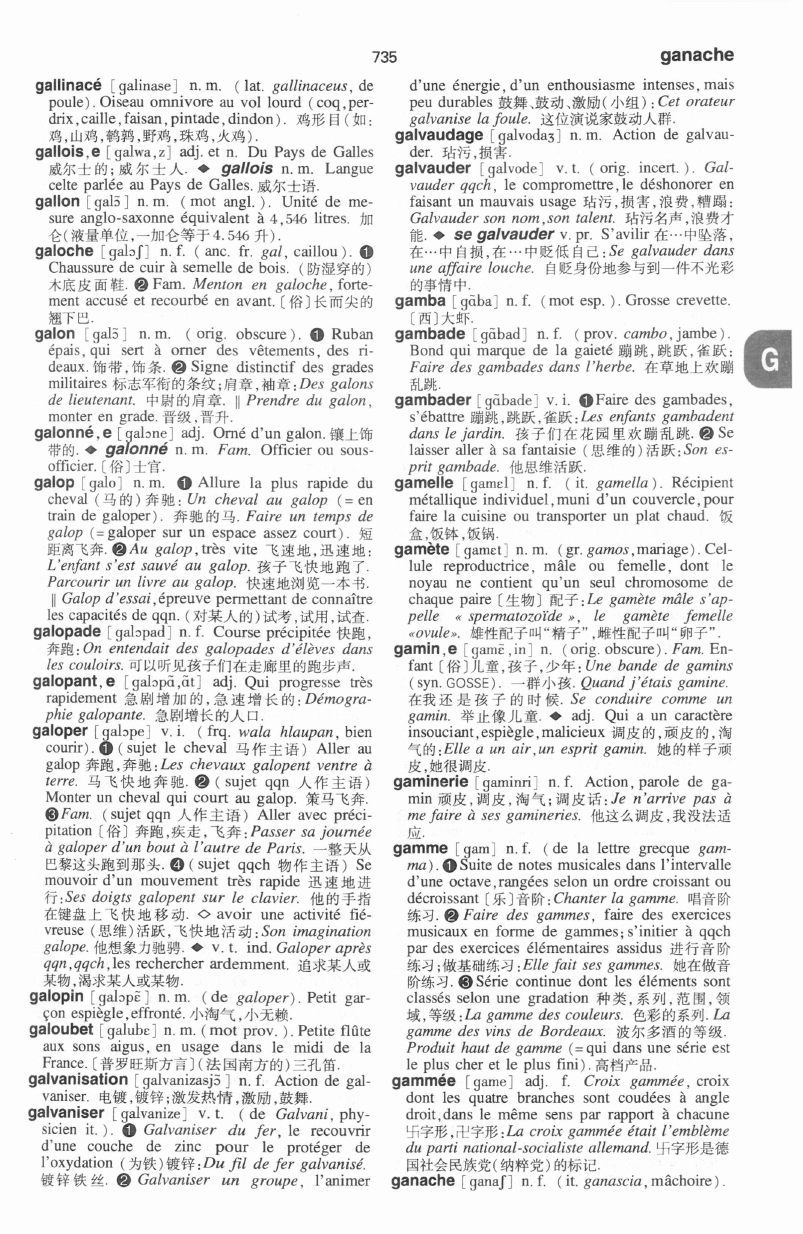 735
ganache
gallinacé [galinase] n. m. (lat. gallinaceus, de
poule). Oiseau omnivore au vol lourd (coq, per-
drix, caille, faisan, pintade, dindon). 鸡形目(如:
鸡,山鸡,鹌鹑,野鸡,珠鸡,火鸡).
gallois, e [galwa, z] adj. et n. Du Pays de Galles
威尔士的;威尔士人. ◆ gallois n. m. Langue
celte parlée au Pays de Galles. 威尔士语.
gallon [galɔ̃] n. m. (mot angl.). Unité de me-
sure anglo-saxonne équivalent à 4,546 litres. 加
仑(液量单位,一加仑等于4.546升).
galoche [galɔʃ] n. f. (anc. fr. gal, caillou). ❶
Chaussure de cuir à semelle de bois. (防湿穿的)
木底皮面鞋. ❷ Fam. Menton en galoche, forte-
ment accusé et recourbé en avant. [俗]长而尖的
翘下巴.
galon [galɔ̃] n. m. (orig. obscure). ❶ Ruban
épais, qui sert à orner des vêtements, des ri-
deaux. 饰带,饰条. ❷ Signe distinctif des grades
militaires 标志军衔的条纹;肩章,袖章: Des galons
de lieutenant. 中尉的肩章. ‖ Prendre du galon,
monter en grade. 晋级,晋升.
galonné, e [galɔne] adj. Orné d'un galon. 镶上饰
带的. ◆ galonné n. m. Fam. Officier ou sous-
officier. [俗]士官.
galop [galo] n. m. ❶ Allure la plus rapide du
cheval (马的)奔驰: Un cheval au galop (= en
train de galoper). 奔驰的马. Faire un temps de
galop (= galoper sur un espace assez court). 短
距离飞奔. ❷ Au galop, très vite 飞速地,迅速地:
L'enfant s'est sauvé au galop. 孩子飞快地跑了.
Parcourir un livre au galop. 快速地浏览一本书.
‖ Galop d'essai, épreuve permettant de connaître
les capacités de qqn. (对某人的)试考,试用,试查.
galopade [galɔpad] n. f. Course précipitée 快跑,
奔跑: On entendait des galopades d'élèves dans
les couloirs. 可以听见孩子们在走廊里的跑步声.
galopant, e [galɔpɑ̃, ɑ̃t] adj. Qui progresse très
rapidement 急剧增加的,急速增长的: Démogra-
phie galopante. 急剧增长的人口.
galoper [galɔpe] v. i. (frq. wala hlaupan, bien
courir). ❶ (sujet le cheval 马作主语) Aller au
galop 奔跑,奔驰: Les chevaux galopent ventre à
terre. 马飞快地奔驰. ❷ (sujet qqn 人作主语)
Monter un cheval qui court au galop. 策马飞奔.
❸ Fam. (sujet qqn 人作主语) Aller avec préci-
pitation [俗] 奔跑,疾走,飞奔: Passer sa journée
à galoper d'un bout à l'autre de Paris. 一整天从
巴黎这头跑到那头. ❹ (sujet qqch 物作主语) Se
mouvoir d'un mouvement très rapide 迅速地进
行: Ses doigts galopent sur le clavier. 他的手指
在键盘上飞快地移动. ◇ avoir une activité fié-
vreuse (思维)活跃,飞快地活动: Son imagination
galope. 他想象力驰骋. ◆ v. t. ind. Galoper après
qqn, qqch, les rechercher ardemment. 追求某人或
某物,渴求某人或某物.
galopin [galɔpɛ̃] n. m. (de galoper). Petit gar-
çon espiègle, effronté. 小淘气,小无赖.
galoubet [galubɛ] n. m. (mot prov.). Petite flûte
aux sons aigus, en usage dans le midi de la
France. [普罗旺斯方言](法国南方的)三孔笛.
galvanisation [galvanizasjɔ̃] n. f. Action de gal-
vaniser. 电镀,镀锌;激发热情,激励,鼓舞.
galvaniser [galvanize] v. t. (de Galvani, phy-
sicien it.). ❶ Galvaniser du fer, le recouvrir
d'une couche de zinc pour le protéger de
l'oxydation (为铁)镀锌: Du fil de fer galvanisé.
镀锌铁丝. ❷ Galvaniser un groupe, l'animer
d'une énergie, d'un enthousiasme intenses, mais
peu durables 鼓舞、鼓动、激励(小组): Cet orateur
galvanise la foule. 这位演说家鼓动人群.
galvaudage [galvodaʒ] n. m. Action de galvau-
der. 玷污,损害.
galvauder [galvode] v. t. (orig. incert.). Gal-
vauder qqch, le compromettre, le déshonorer en
faisant un mauvais usage 玷污,损害,浪费,糟蹋:
Galvauder son nom, son talent. 玷污名声,浪费才
能. ◆ se galvauder v. pr. S'avilir 在…中坠落,
在…中自损,在…中贬低自己: Se galvauder dans
une affaire louche. 自贬身份地参与到一件不光彩
的事情中.
gamba [gɑ̃ba] n. f. (mot esp.). Grosse crevette.
[西]大虾.
gambade [gɑ̃bad] n. f. (prov. cambo, jambe).
Bond qui marque de la gaieté 蹦跳,跳跃,雀跃:
Faire des gambades dans l'herbe. 在草地上欢蹦
乱跳.
gambader [gɑ̃bade] v. i. ❶ Faire des gambades,
s'ébattre 蹦跳,跳跃,雀跃: Les enfants gambadent
dans le jardin. 孩子们在花园里欢蹦乱跳. ❷ Se
laisser aller à sa fantaisie (思维的)活跃: Son es-
prit gambade. 他思维活跃.
gamelle [gamɛl] n. f. (it. gamella). Récipient
métallique individuel, muni d'un couvercle, pour
faire la cuisine ou transporter un plat chaud. 饭
盒,饭钵,饭锅.
gamète [gamɛt] n. m. (gr. gamos, mariage). Cel-
lule reproductrice, mâle ou femelle, dont le
noyau ne contient qu'un seul chromosome de
chaque paire [生物] 配子: Le gamète mâle s'ap-
pelle « spermatozoïde », le gamète femelle
«ovule». 雄性配子叫“精子”,雌性配子叫“卵子”.
gamin, e [gamɛ̃, in] n. (orig. obscure). Fam. En-
fant [俗]儿童,孩子,少年: Une bande de gamins
(syn. GOSSE). 一群小孩. Quand j'étais gamine.
在我还是孩子的时候. Se conduire comme un
gamin. 举止像儿童. ◆ adj. Qui a un caractère
insouciant, espiègle, malicieux 调皮的,顽皮的,淘
气的: Elle a un air, un esprit gamin. 她的样子顽
皮,她很调皮.
gaminerie [gaminri] n. f. Action, parole de ga-
min 顽皮,调皮,淘气;调皮话: Je n'arrive pas à
me faire à ses gamineries. 他这么调皮,我没法适
应.
gamme [gam] n. f. (de la lettre grecque gam-
ma). ❶ Suite de notes musicales dans l'intervalle
d'une octave, rangées selon un ordre croissant ou
décroissant [乐]音阶: Chanter la gamme. 唱音阶
练习. ❷ Faire des gammes, faire des exercices
musicaux en forme de gammes; s'initier à qqch
par des exercices élémentaires assidus 进行音阶
练习;做基础练习: Elle fait ses gammes. 她在做音
阶练习. ❸ Série continue dont les éléments sont
classés selon une gradation 种类,系列,范围,领
域,等级: La gamme des couleurs. 色彩的系列. La
gamme des vins de Bordeaux. 波尔多酒的等级.
Produit haut de gamme (= qui dans une série est
le plus cher et le plus fini). 高档产品.
gammée [game] adj. f. Croix gammée, croix
dont les quatre branches sont coudées à angle
droit, dans le même sens par rapport à chacune
卐字形,卍字形: La croix gammée était l'emblème
du parti national-socialiste allemand. 卐字形是德
国社会民族党(纳粹党)的标记.
ganache [ganaʃ] n. f. (it. ganascia, mâchoire).
G